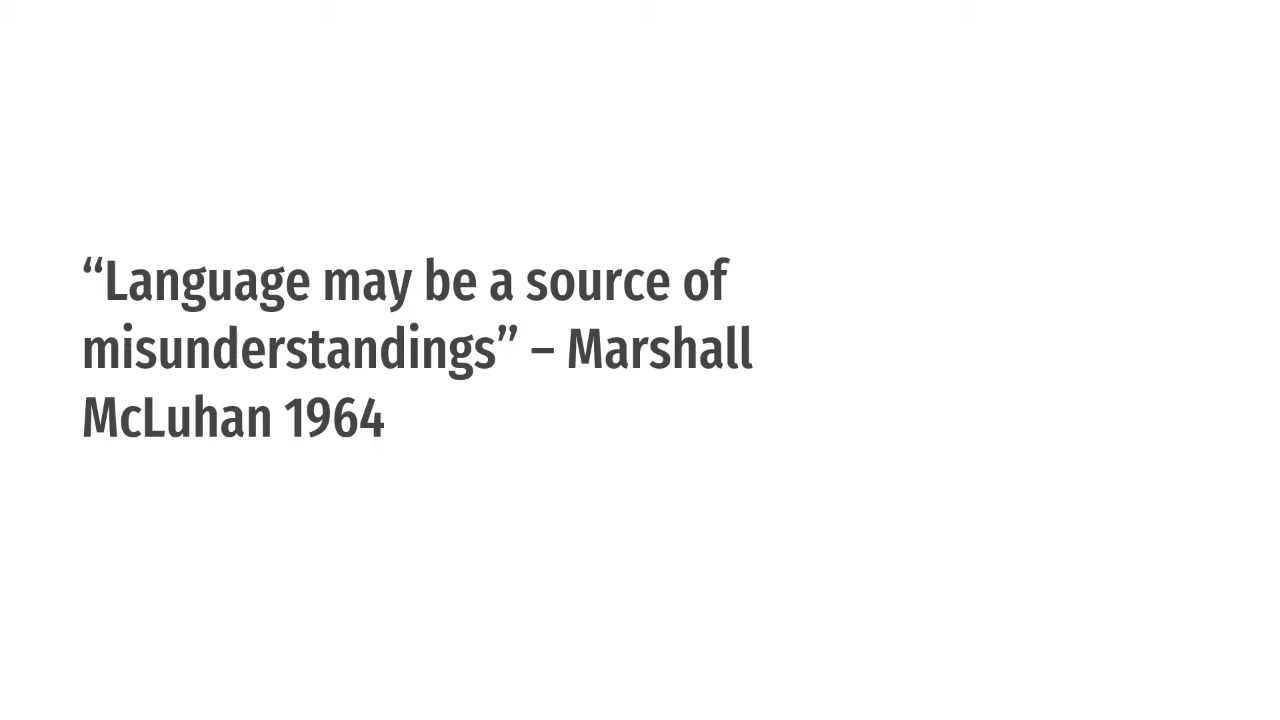 “Language may be a source of
misunderstandings” – Marshall
McLuhan 1964